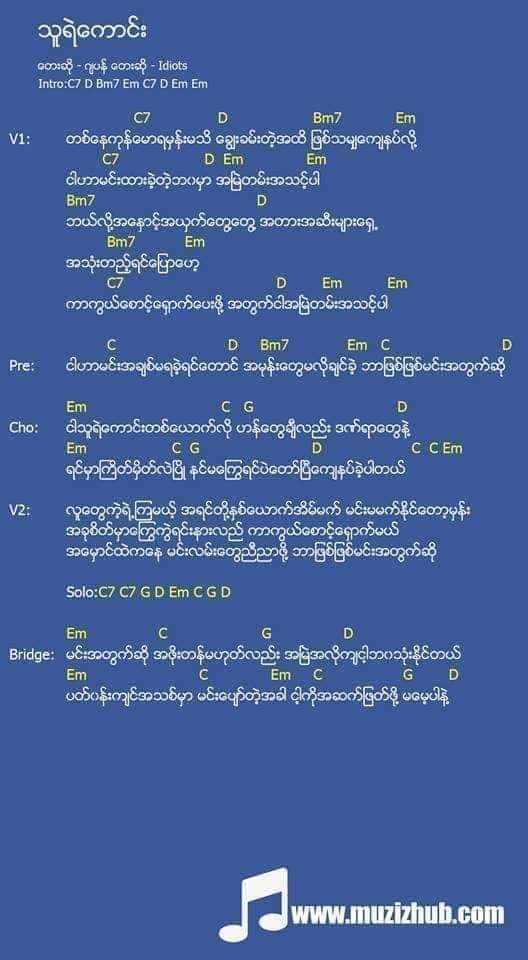 သူရဲကောင်း
တေးဆို - ဂျပန် တေးဆို - Idiots
Intro:C7 D Bm7 Em C7 D Em Em
C7 D Bm7 Em
V1: တစ်နေကုန်မောရမှန်းမသိ ချွေးခမ်းတဲ့အထိ ဖြစ်သမျှကျေနပ်လို့
C7 D Em Em
ငါဟာမင်းထားခဲ့တဲ့ဘဝမှာ အမြဲတမ်းအသင့်ပါ
Bm7 D
ဘယ်လိုအနှောင့်အယှက်တွေ့တွေ့ အတားအဆီးများရှေ့
Bm7 Em
အသုံးတည့်ရင်ပြောဟေ့
C7 D Em Em
ကာကွယ်စောင့်ရှောက်ပေးဖို့ အတွက်ငါအမြဲတမ်းအသင့်ပါ
C D Bm7 Em C D
Pre: ငါဟာမင်းအချစ်မရခဲ့ရင်တောင် အမုန်းတွေမလိုချင်ခဲ့ ဘာဖြစ်ဖြစ်မင်းအတွက်ဆို
Em C G D
Cho: ငါသူရဲကောင်းတစ်ယောက်လို ဟန်တွေချီလည်း ဒဏ်ရာတွေနဲ့
Em C G D C C Em
ရင်မှာကြိတ်မှိတ်လဲပြို နင်မကြွေရင်ပဲတော်ပြီကျေနပ်ခဲ့ပါတယ်
V2: လူတွေကဲ့ရဲ့ကြမယ့် အရင်တို့နှစ်ယောက်အိမ်မက် မင်းမမက်နိုင်တော့မှန်း
အခုစိတ်မှာကြွေကွဲရင်းနားလည် ကာကွယ်စောင့်ရှောက်မယ်
အမှောင်ထဲကနေ မင်းလမ်းတွေညီညာဖို့ ဘာဖြစ်ဖြစ်မင်းအတွက်ဆို
Solo:C7 C7 G D Em C G D
Em C G D
Bridge: မင်းအတွက်ဆို အဖိုးတန်မဟုတ်လည်း အမြဲအလိုကျငါ့ဘဝသုံးနိုင်တယ်
Em C Em C G D
ပတ်ဝန်းကျင်အသစ်မှာ မင်းပျော်တဲ့အခါ ငါ့ကိုအဆက်ဖြတ်ဖို့ မမေ့ပါနဲ့
www.muzizhub.com